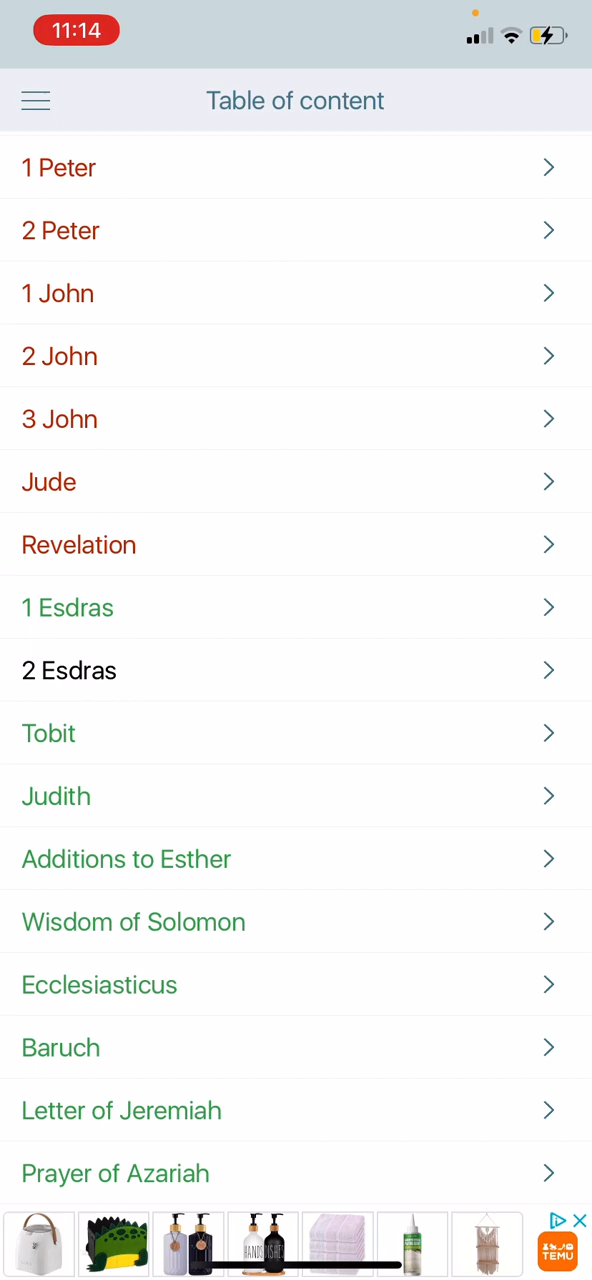 11:14
Table of content
1 Peter
2 Peter
1 John
2 John
3 John
Jude
Revelation
1 Esdras
2 Esdras
Tobit
Judith
Additions to Esther
Wisdom of Solomon
Ecclesiasticus
Baruch
Letter of Jeremiah
Prayer of Azariah
HANDS
TEMU